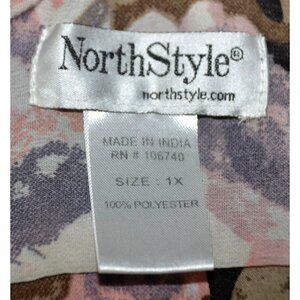 NorthStyle®
northstyle.com
MADE IN INDIA
RN # 106740
SIZE : 1X
100% POLYESTER